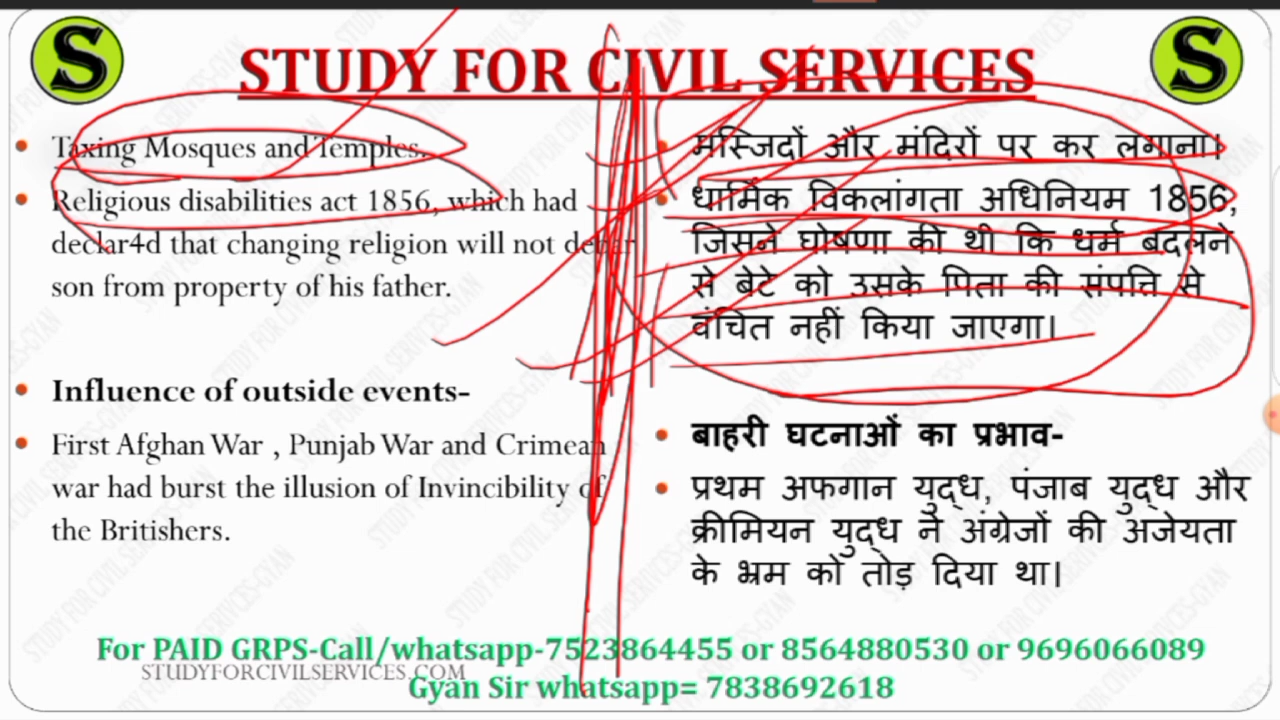 S
STUDY FOR CIVIL SERVICES
S
Taxing Mosques and Temples.
Religious disabilities act 1856, which had
declar4d that changing religion will not debar
son from property of his father.
Influence of outside events-
First Afghan War , Punjab War and Crimean
war had burst the illusion of Invincibility of
the Britishers.
मस्जिदों और मंदिरों पर कर लगाना।
धार्मिक विकलांगता अधिनियम 1856,
जिसने घोषणा की थी कि धर्म बदलने
से बेटे को उसके पिता की संपत्ति से
वंचित नहीं किया जाएगा।
बाहरी घटनाओं का प्रभाव-
प्रथम अफगान युद्ध, पंजाब युद्ध और
क्रीमियन युद्ध ने अंग्रेजों की अजेयता
के भ्रम को तोड़ दिया था।
For PAID GRPS-Call/whatsapp-7523864455 or 8564880530 or 9696066089
STUDYFORCIVILSERVICES.COM
Gyan Sir whatsapp= 7838692618